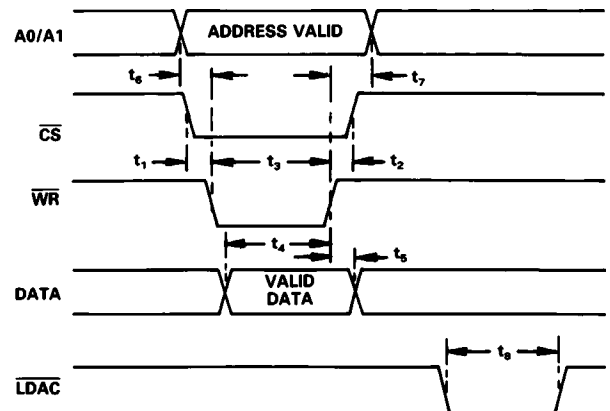 A0/A1
ADDRESS VALID
t6
t7
CS
t1
t3
t2
WR
t4
t5
DATA
VALID
DATA
t8
LDAC